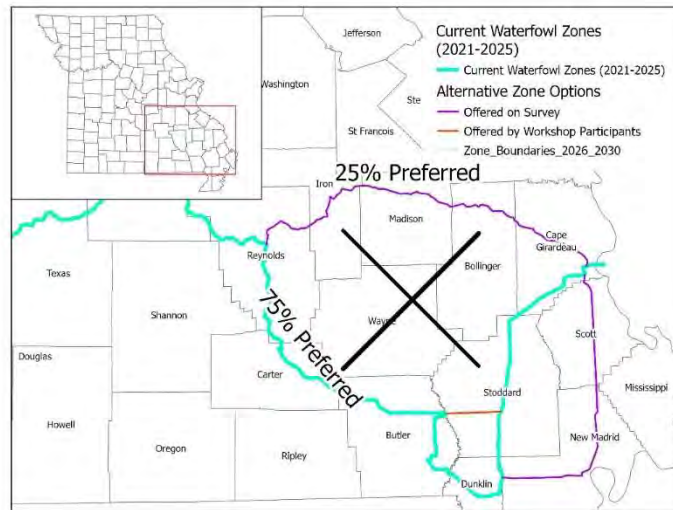 Current Waterfowl Zones
(2021-2025)
Current Waterfowl Zones (2021-2025)
Alternative Zone Options
Offered on Survey
Offered by Workshop Participants
Zone_Boundaries_2026_2030
Jefferson
Washington
Ste
St Francois
Iron
25% Preferred
Madison
Cape
Girardeau
Reynolds
Bollinger
Texas
Shannon
75% Preferred
Wayne
Scott
Douglas
Carter
Stoddard
Mississippi
Howell
Oregon
Ripley
Butler
New Madrid
Dunklin